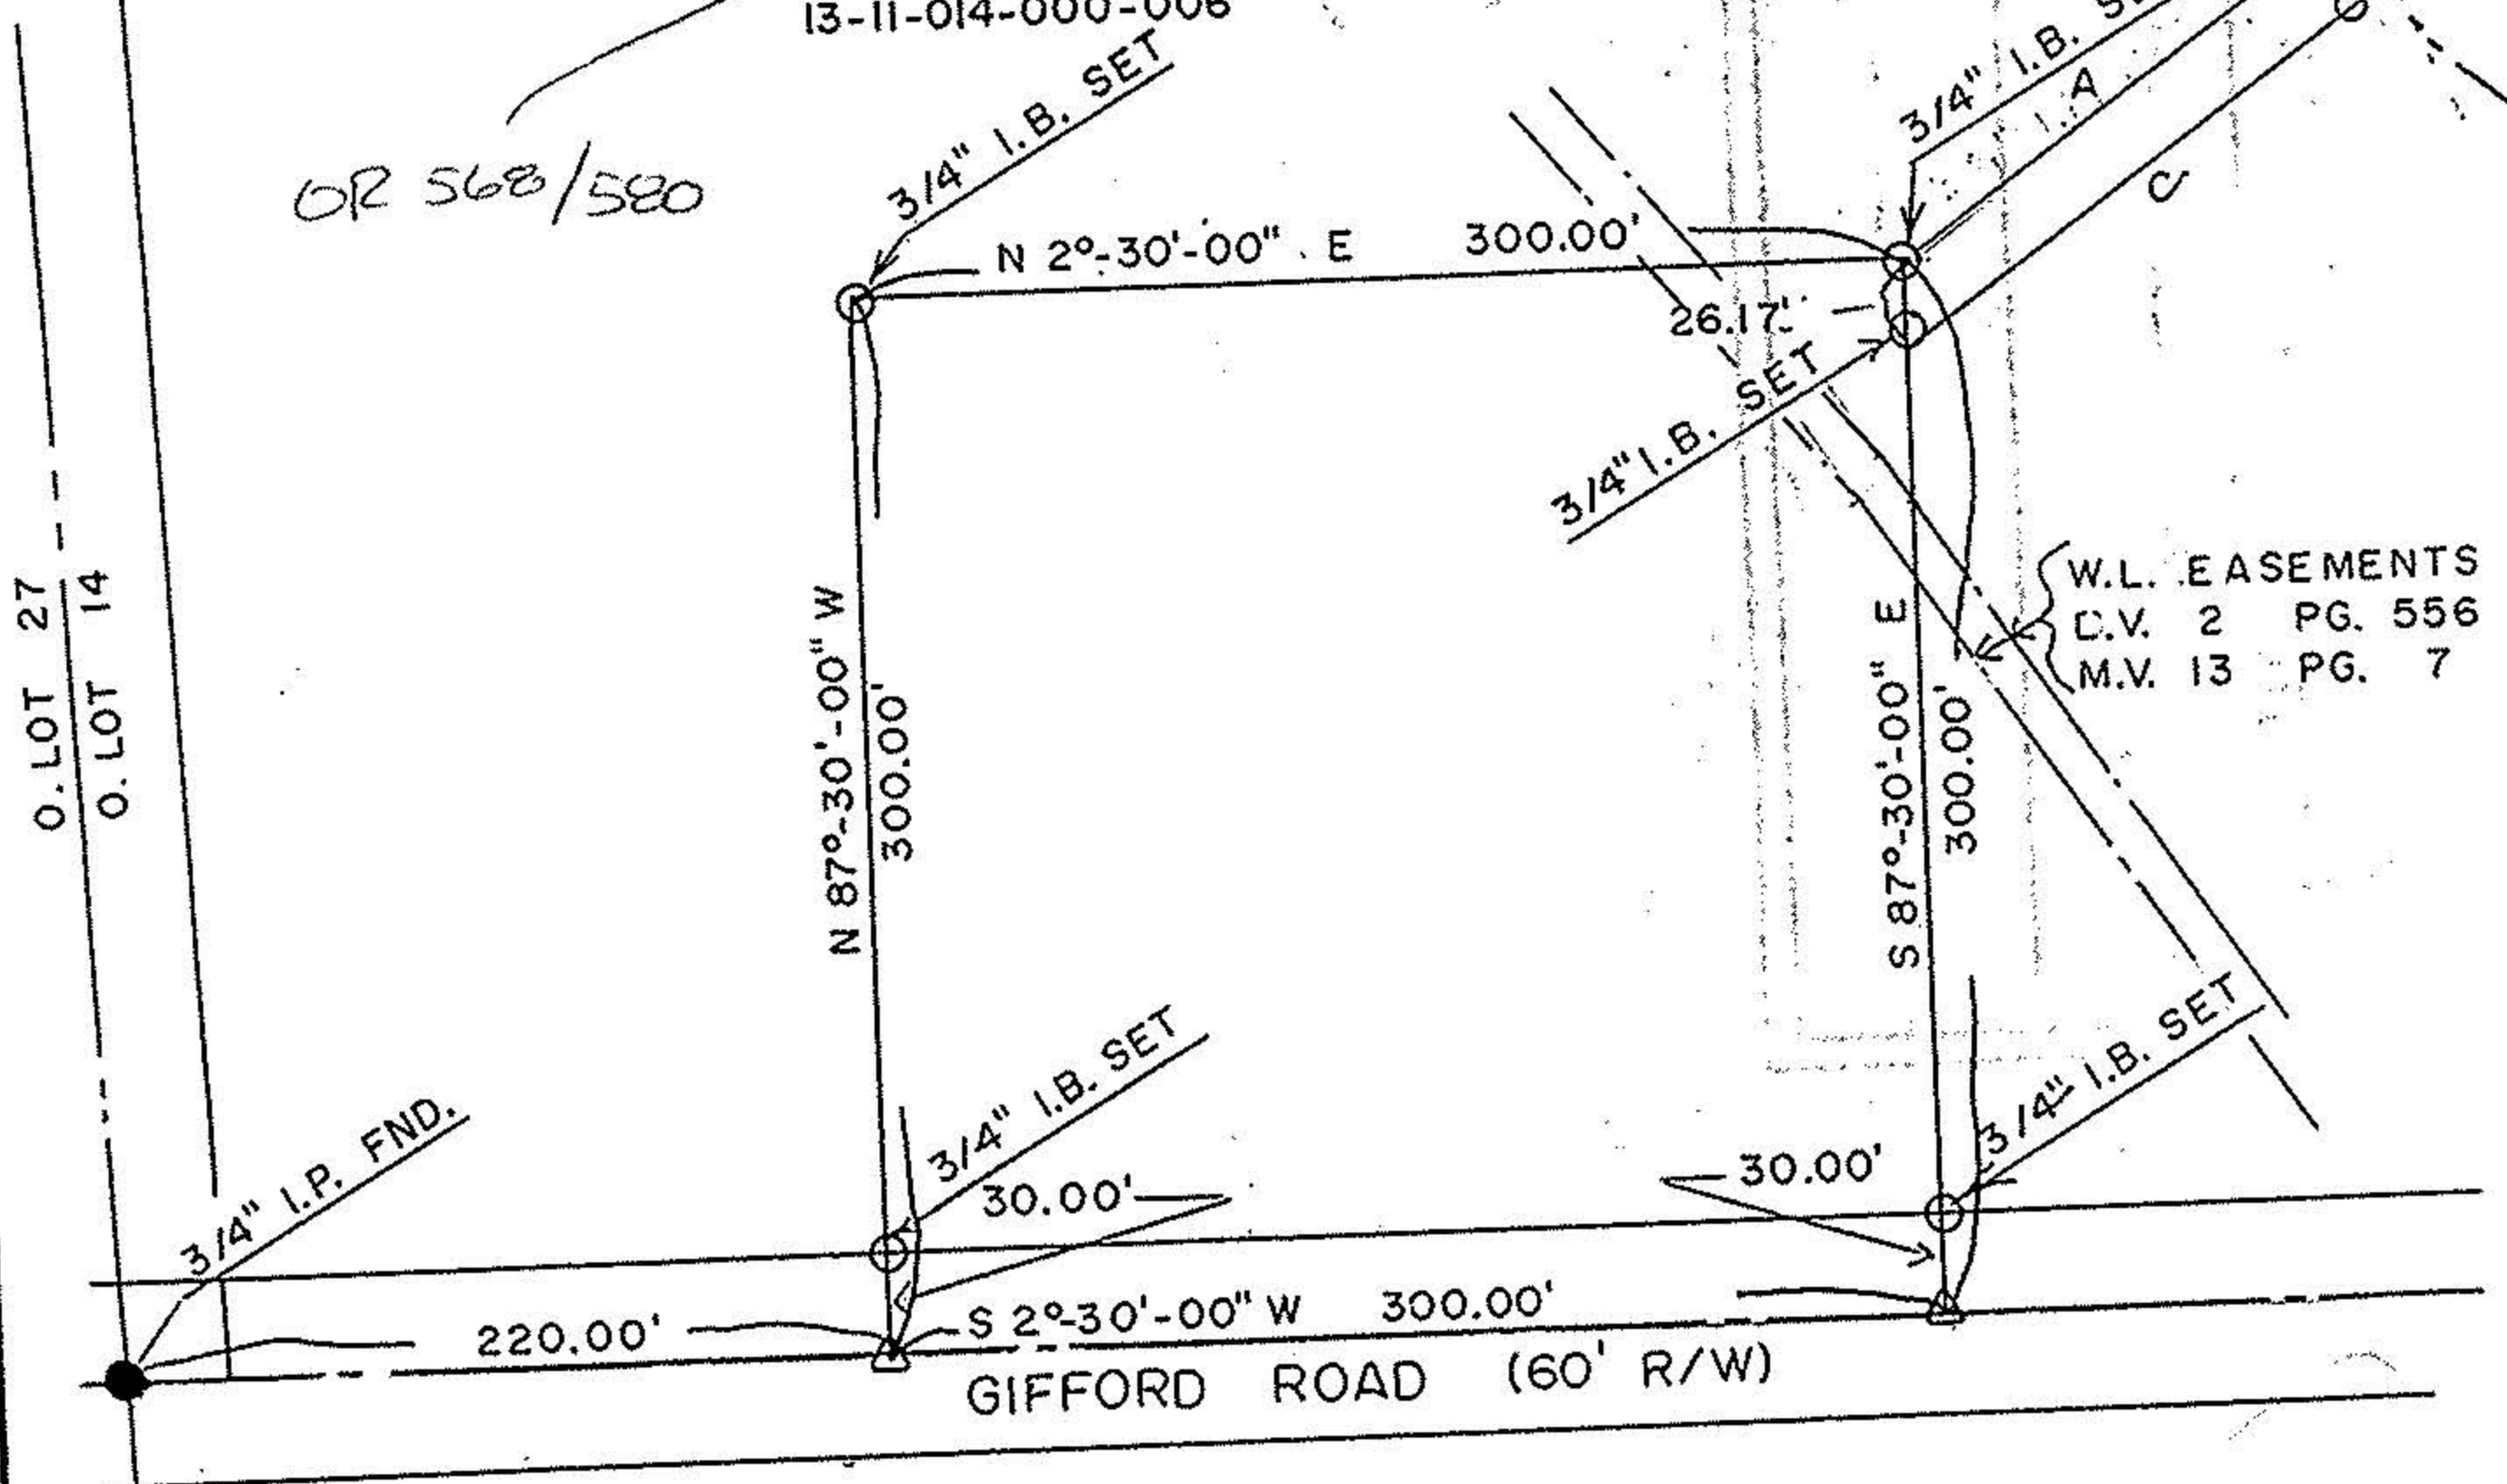 13-11-014-000-006
OR 568/580
3/4" I.B. SET
3/4" I.B.
A
C
N 2°-30'-00" E 300.00'
26.17'
3/4" I.B. SET
O. LOT 27
O. LOT 14
N 87°-30'-00" W
300.00'
S 87°-30'-00" E
300.00'
W.L. EASEMENTS
D.V. 2 PG. 556
M.V. 13 PG. 7
3/4" I.P. FND.
3/4" I.B. SET
30.00'
30.00'
3/4" I.B. SET
220.00'
S 2°-30'-00" W 300.00'
GIFFORD ROAD (60' R/W)